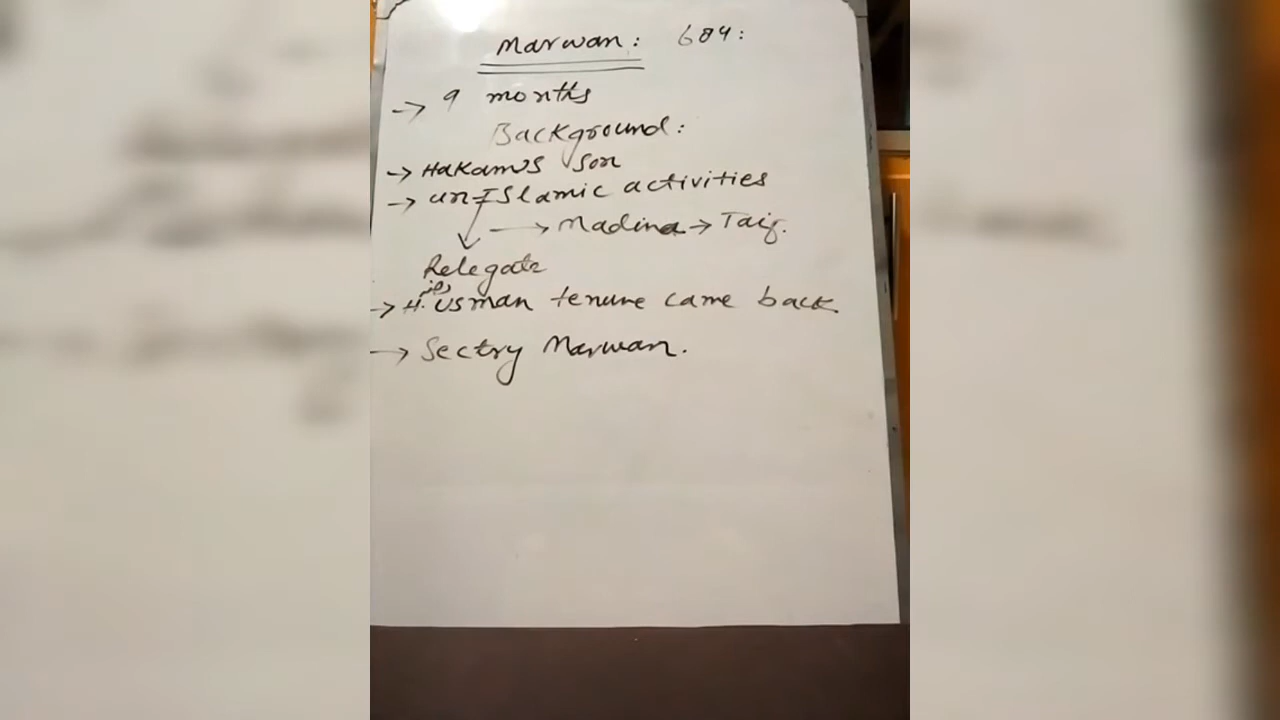 Marwan: 684:
→ 9 months
Background:
→ Hakam's son
→ un-Islamic activities
→ Madina → Taif.
Relegate
→ H. Usman tenure came back.
→ Sectry Marwan.